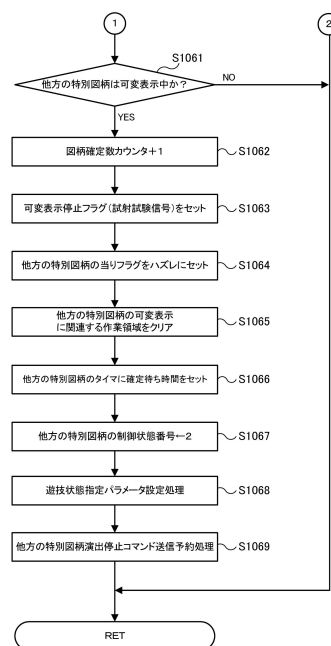 1
2
S1061
他方の特別図柄は可変表示中か?
NO
YES
図柄確定数カウンタ+1
S1062
可変表示停止フラグ(試射試験信号)をセット
S1063
他方の特別図柄の当りフラグをハズレにセット
S1064
他方の特別図柄の可変表示
に関連する作業領域をクリア
S1065
他方の特別図柄のタイマに確定待ち時間をセット
S1066
他方の特別図柄の制御状態番号←2
S1067
遊技状態指定パラメータ設定処理
S1068
他方の特別図柄演出停止コマンド送信予約処理
S1069
RET